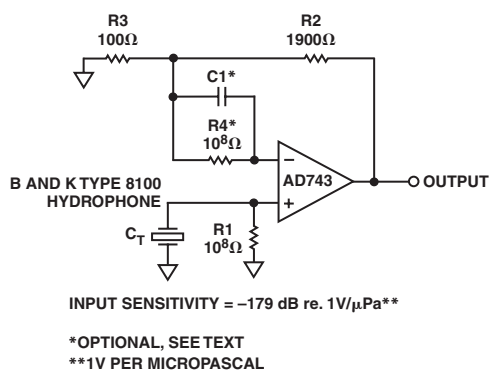 R3
100Ω
R2
1900Ω
C1*
R4*
10⁸Ω
–
AD743
+
OUTPUT
B AND K TYPE 8100
HYDROPHONE
CT
R1
10⁸Ω
INPUT SENSITIVITY = –179 dB re. 1V/μPa**
*OPTIONAL, SEE TEXT
**1V PER MICROPASCAL